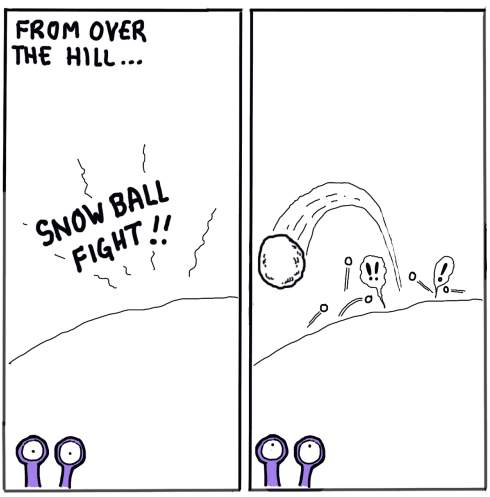 FROM OVER
THE HILL...
SNOW BALL
FIGHT!!
!!
!